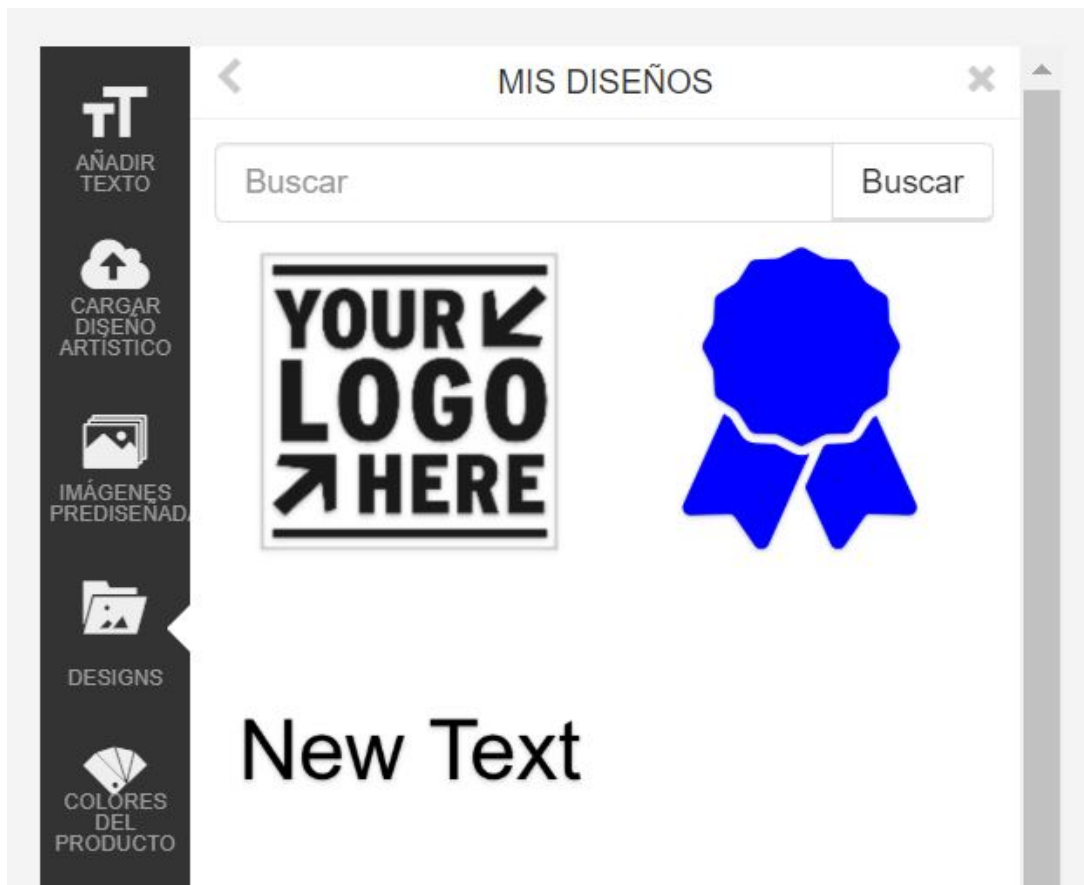 MIS DISEÑOS
AÑADIR
TEXTO
Buscar
Buscar
CARGAR
DISEÑO
ARTÍSTICO
YOUR
LOGO
HERE
IMÁGENES
PREDISEÑADA
DESIGNS
New Text
COLORES
DEL
PRODUCTO